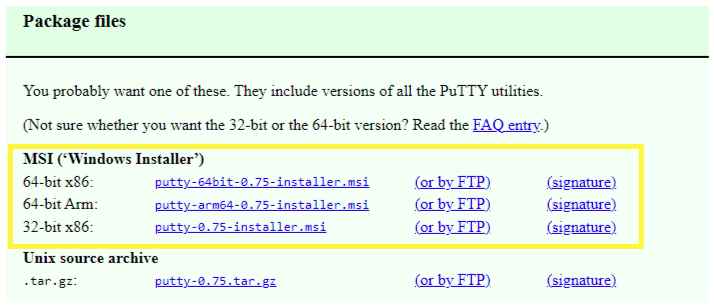 Package files
You probably want one of these. They include versions of all the PuTTY utilities.
(Not sure whether you want the 32-bit or the 64-bit version? Read the FAQ entry.)
MSI (‘Windows Installer’)
64-bit x86: putty-64bit-0.75-installer.msi (or by FTP) (signature)
64-bit Arm: putty-arm64-0.75-installer.msi (or by FTP) (signature)
32-bit x86: putty-0.75-installer.msi (or by FTP) (signature)
Unix source archive
.tar.gz: putty-0.75.tar.gz (or by FTP) (signature)